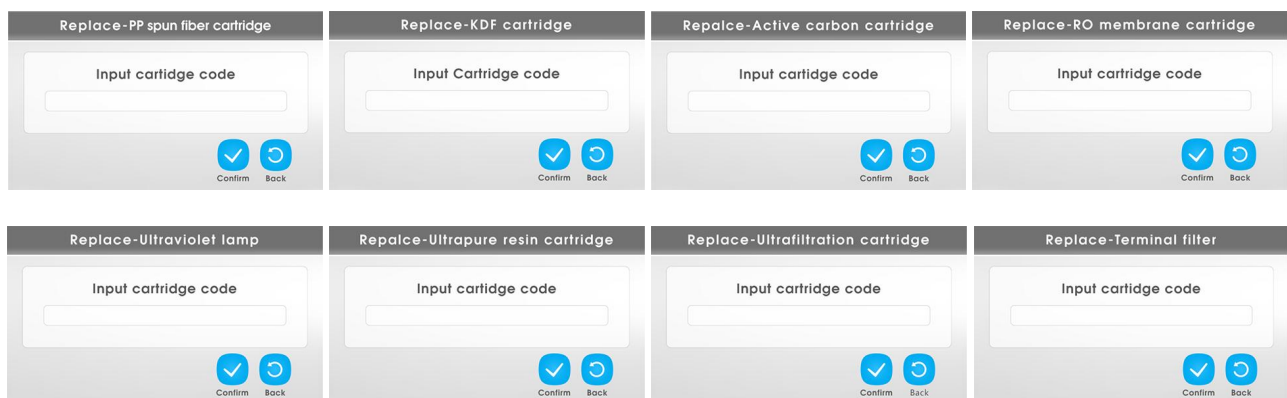 Replace-PP spun fiber cartridge
Input cartidge code
Confirm Back
Replace-KDF cartridge
Input Cartridge code
Confirm Back
Repalce-Active carbon cartridge
Input cartidge code
Confirm Back
Replace-RO membrane cartridge
Input cartridge code
Confirm Back
Replace-Ultraviolet lamp
Input cartridge code
Confirm Back
Repalce-Ultrapure resin cartridge
Input cartidge code
Confirm Back
Replace-Ultrafiltration cartridge
Input cartridge code
Confirm Back
Replace-Terminal filter
Input cartidge code
Confirm Back